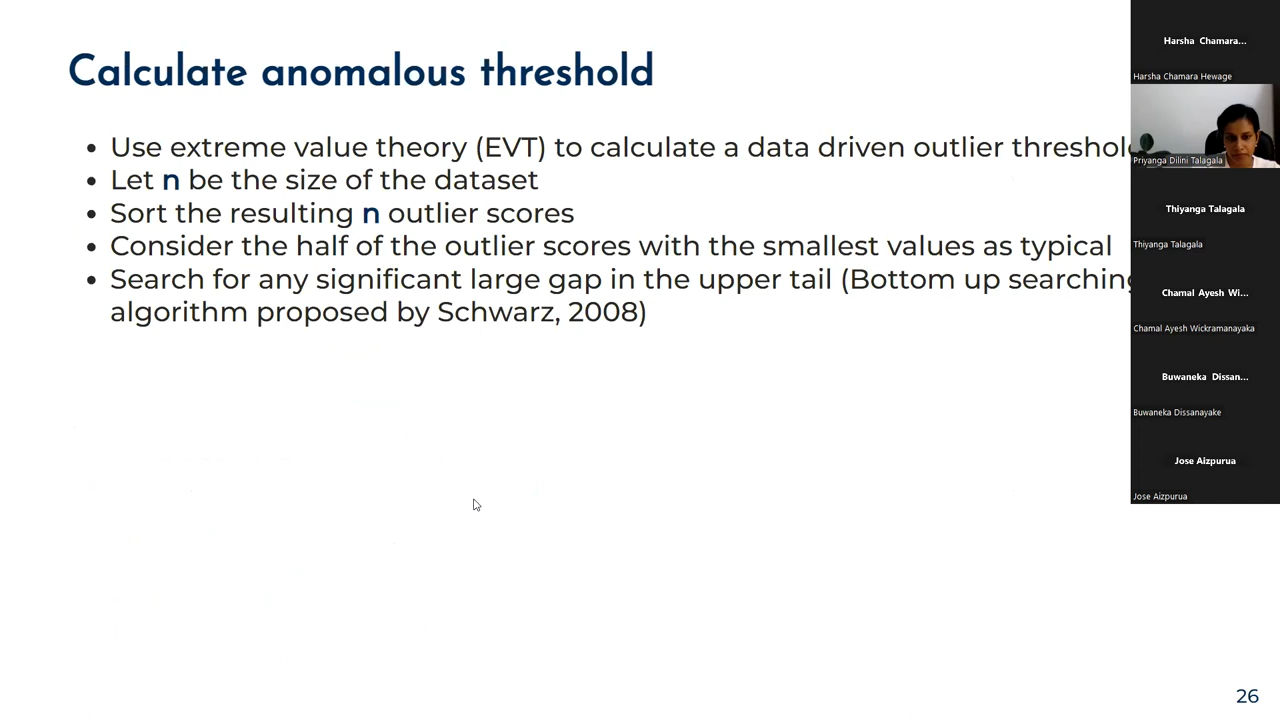 Calculate anomalous threshold
• Use extreme value theory (EVT) to calculate a data driven outlier
• Let n be the size of the dataset
• Sort the resulting n outlier scores
• Consider the half of the outlier scores with the smallest values as typical
• Search for any significant large gap in the upper tail (Bottom up
algorithm proposed by Schwarz, 2008)
26
Harsha Chamara...
Harsha Chamara Hewage
Priyanga Dilini Talagala
Thiyanga Talagala
Thiyanga Talagala
Chamal Ayesh Wi...
Chamal Ayesh Wickramanayaka
Buwaneka Dissan...
Buwaneka Dissanayake
Jose Aizpurua
Jose Aizpurua